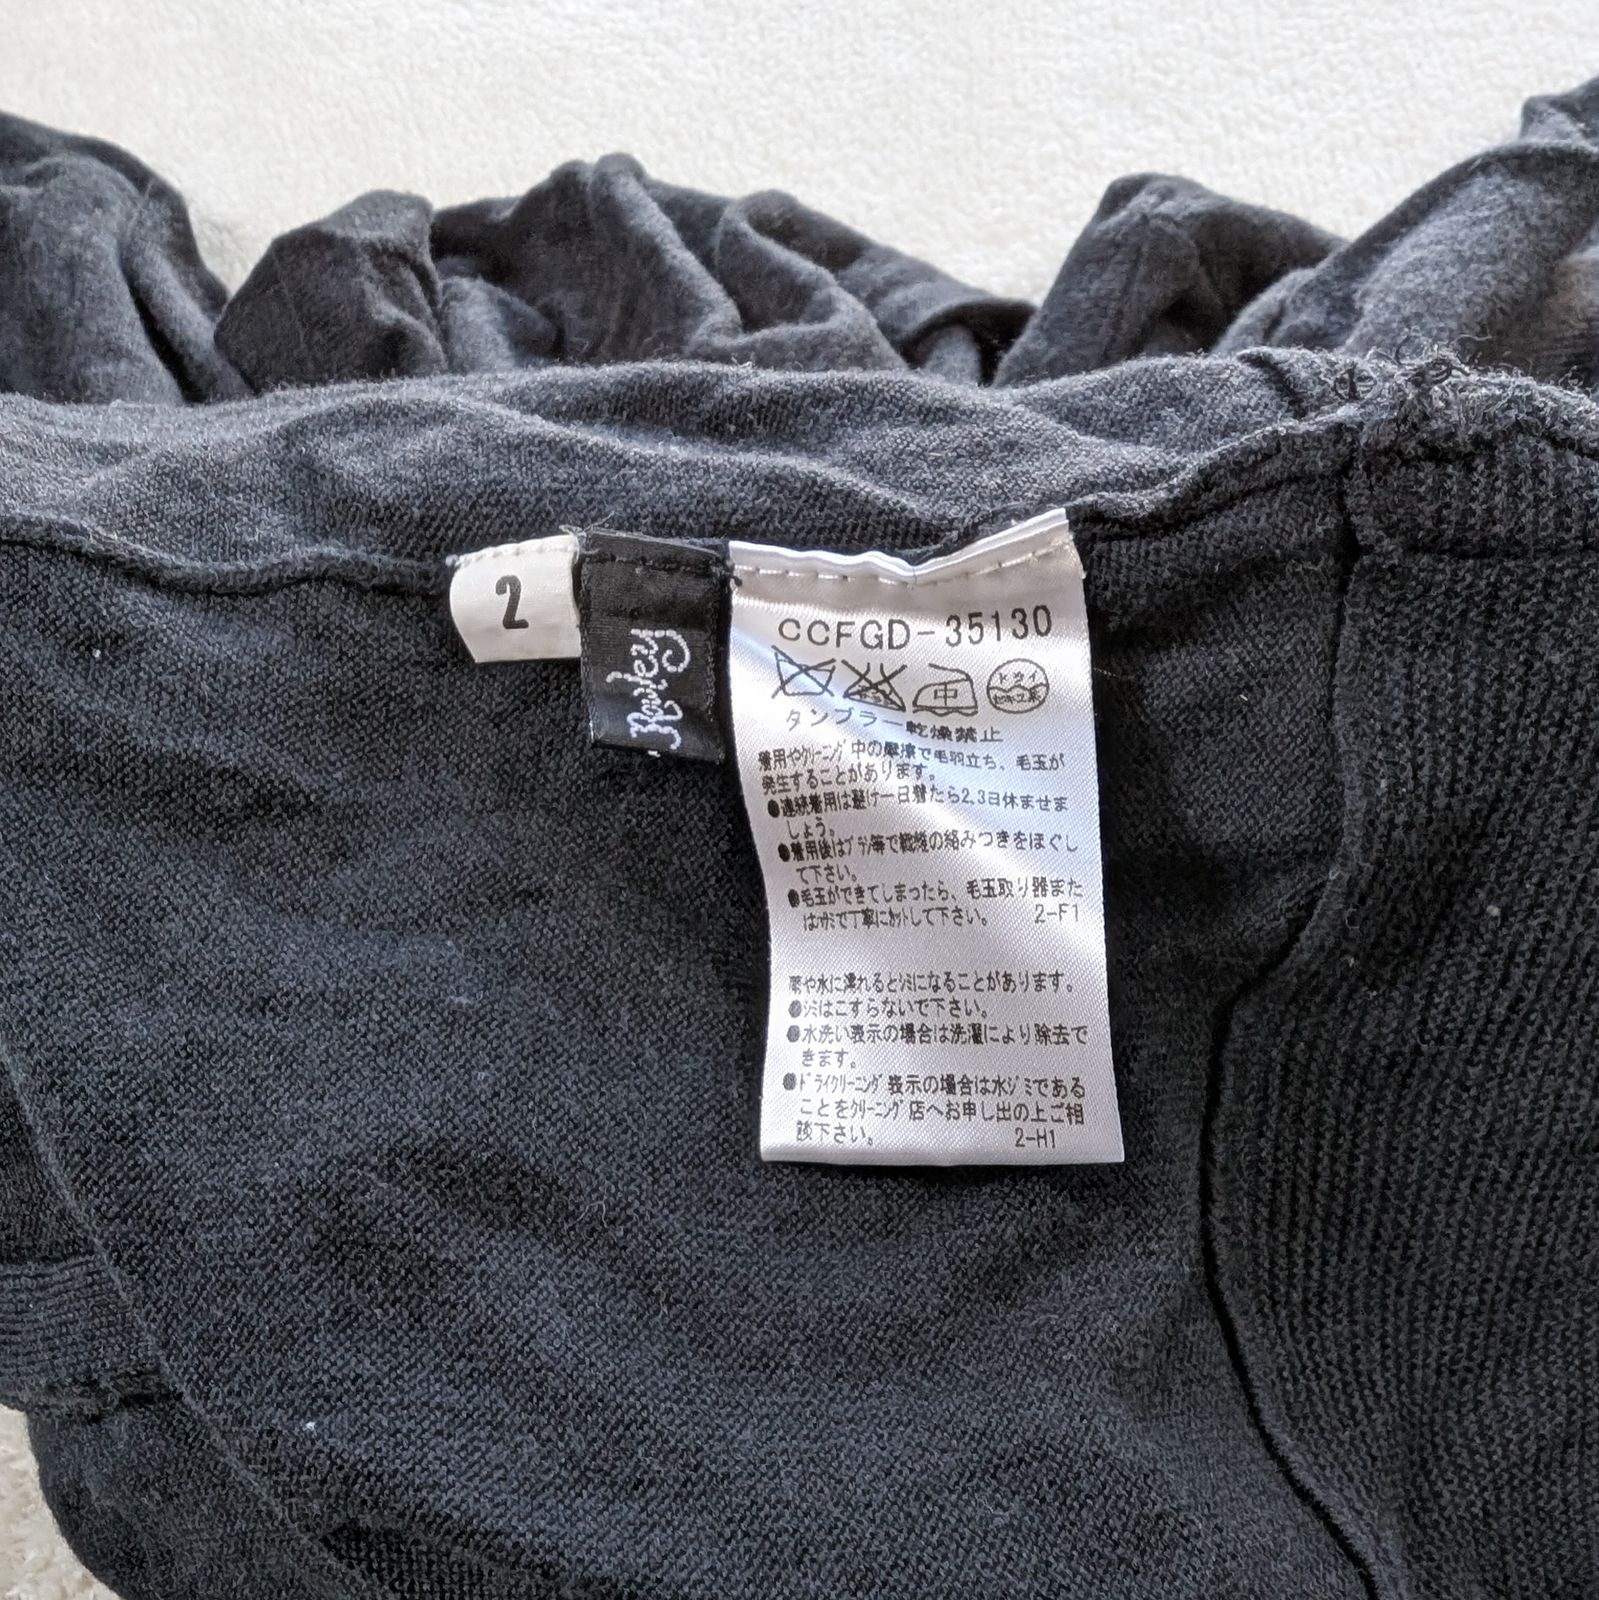 2
Rowley
CCFGD-35130
中
ドライ
セキユ系
タンブラー乾燥禁止
着用やクリーニング中の摩擦で毛羽立ち、毛玉が
発生することがあります。
●連続着用は避け一日着たら2,3日休ませま
しょう。
●着用後はブラシ等で繊維の絡みつきをほぐし
て下さい。
●毛玉ができてしまったら、毛玉取り器また
はハサミで丁寧にカットして下さい。 2-F1
雨や水に濡れるとシミになることがあります。
●シミはこすらないで下さい。
●水洗い表示の場合は洗濯により除去で
きます。
●ドライクリーニング表示の場合は水ジミである
ことをクリーニング店へお申し出の上ご相
談下さい。 2-H1